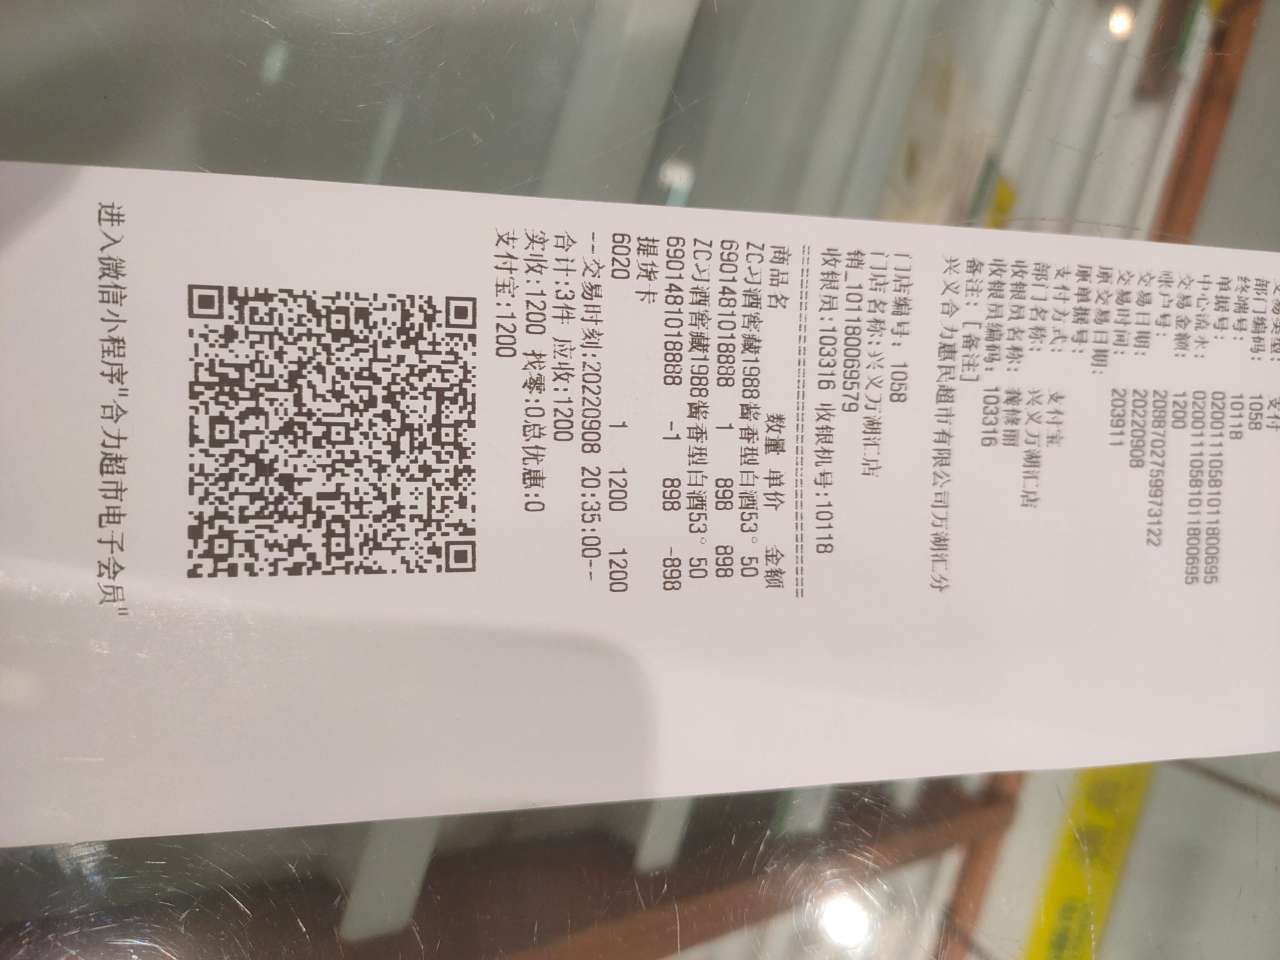 交易类型: 支付
部门编码: 1058
终端号: 10118
单据号: 02001110581011800695
中心流水: 02001110581011800695
交易金额: 1200
账户号: 2088702759973122
交易日期: 20220908
交易时间: 203911
原交易日期:
原单据号:
支付方式: 支付宝
部门名称: 兴义万湖汇店
收银员名称:
收银员编码: 103316
备注: [备注]
兴义合力惠民超市有限公司万湖汇分
门店编号: 1058
门店名称:兴义万湖汇店
销_101180069579
收银员:103316 收银机号:10118
商品名 数量 单价 金额
ZC习酒窖藏1988酱香型白酒53° 50
6901481018888 1 898 898
ZC习酒窖藏1988酱香型白酒53° 50
6901481018888 -1 898 -898
提货卡
6020 1 1200 1200
--交易时刻:20220908 20:35:00--
合计:3件 应收:1200
实收:1200 找零:0总优惠:0
支付宝:1200
进入微信小程序"合力超市电子会员"